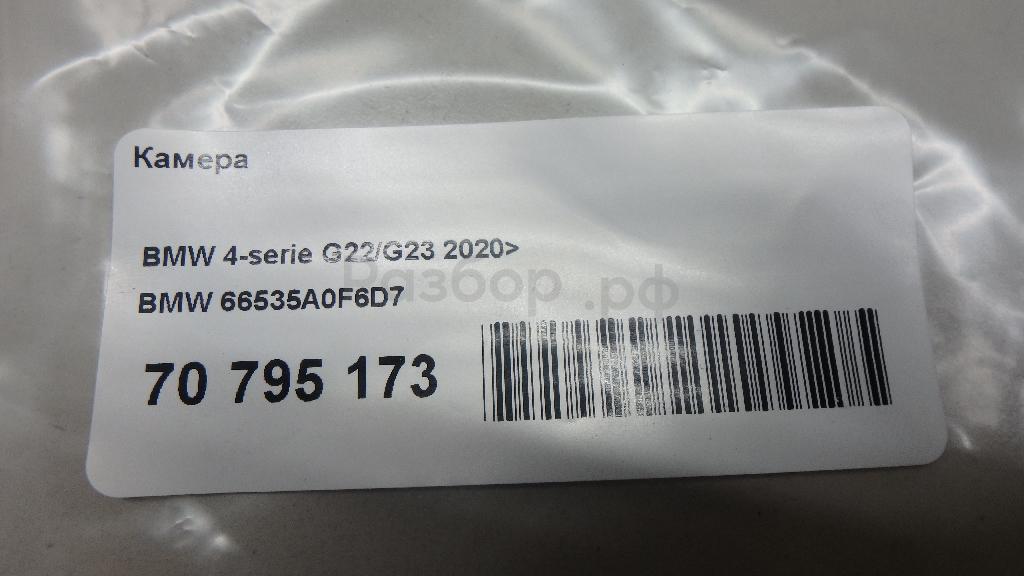 Камера
BMW 4-serie G22/G23 2020>
Разбор.рф
BMW 66535A0F6D7
70 795 173